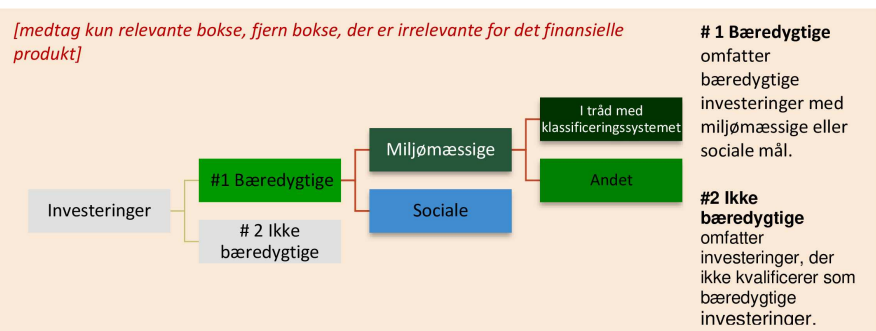 [medtag kun relevante bokse, fjern bokse, der er irrelevante for det finansielle
produkt]
Investeringer
#1 Bæredygtige
# 2 Ikke
bæredygtige
Miljømæssige
Sociale
I tråd med
klassificeringssystemet
Andet
# 1 Bæredygtige
omfatter
bæredygtige
investeringer med
miljømæssige eller
sociale mål.
#2 Ikke
bæredygtige
omfatter
investeringer, der
ikke kvalificerer som
bæredygtige
investeringer.